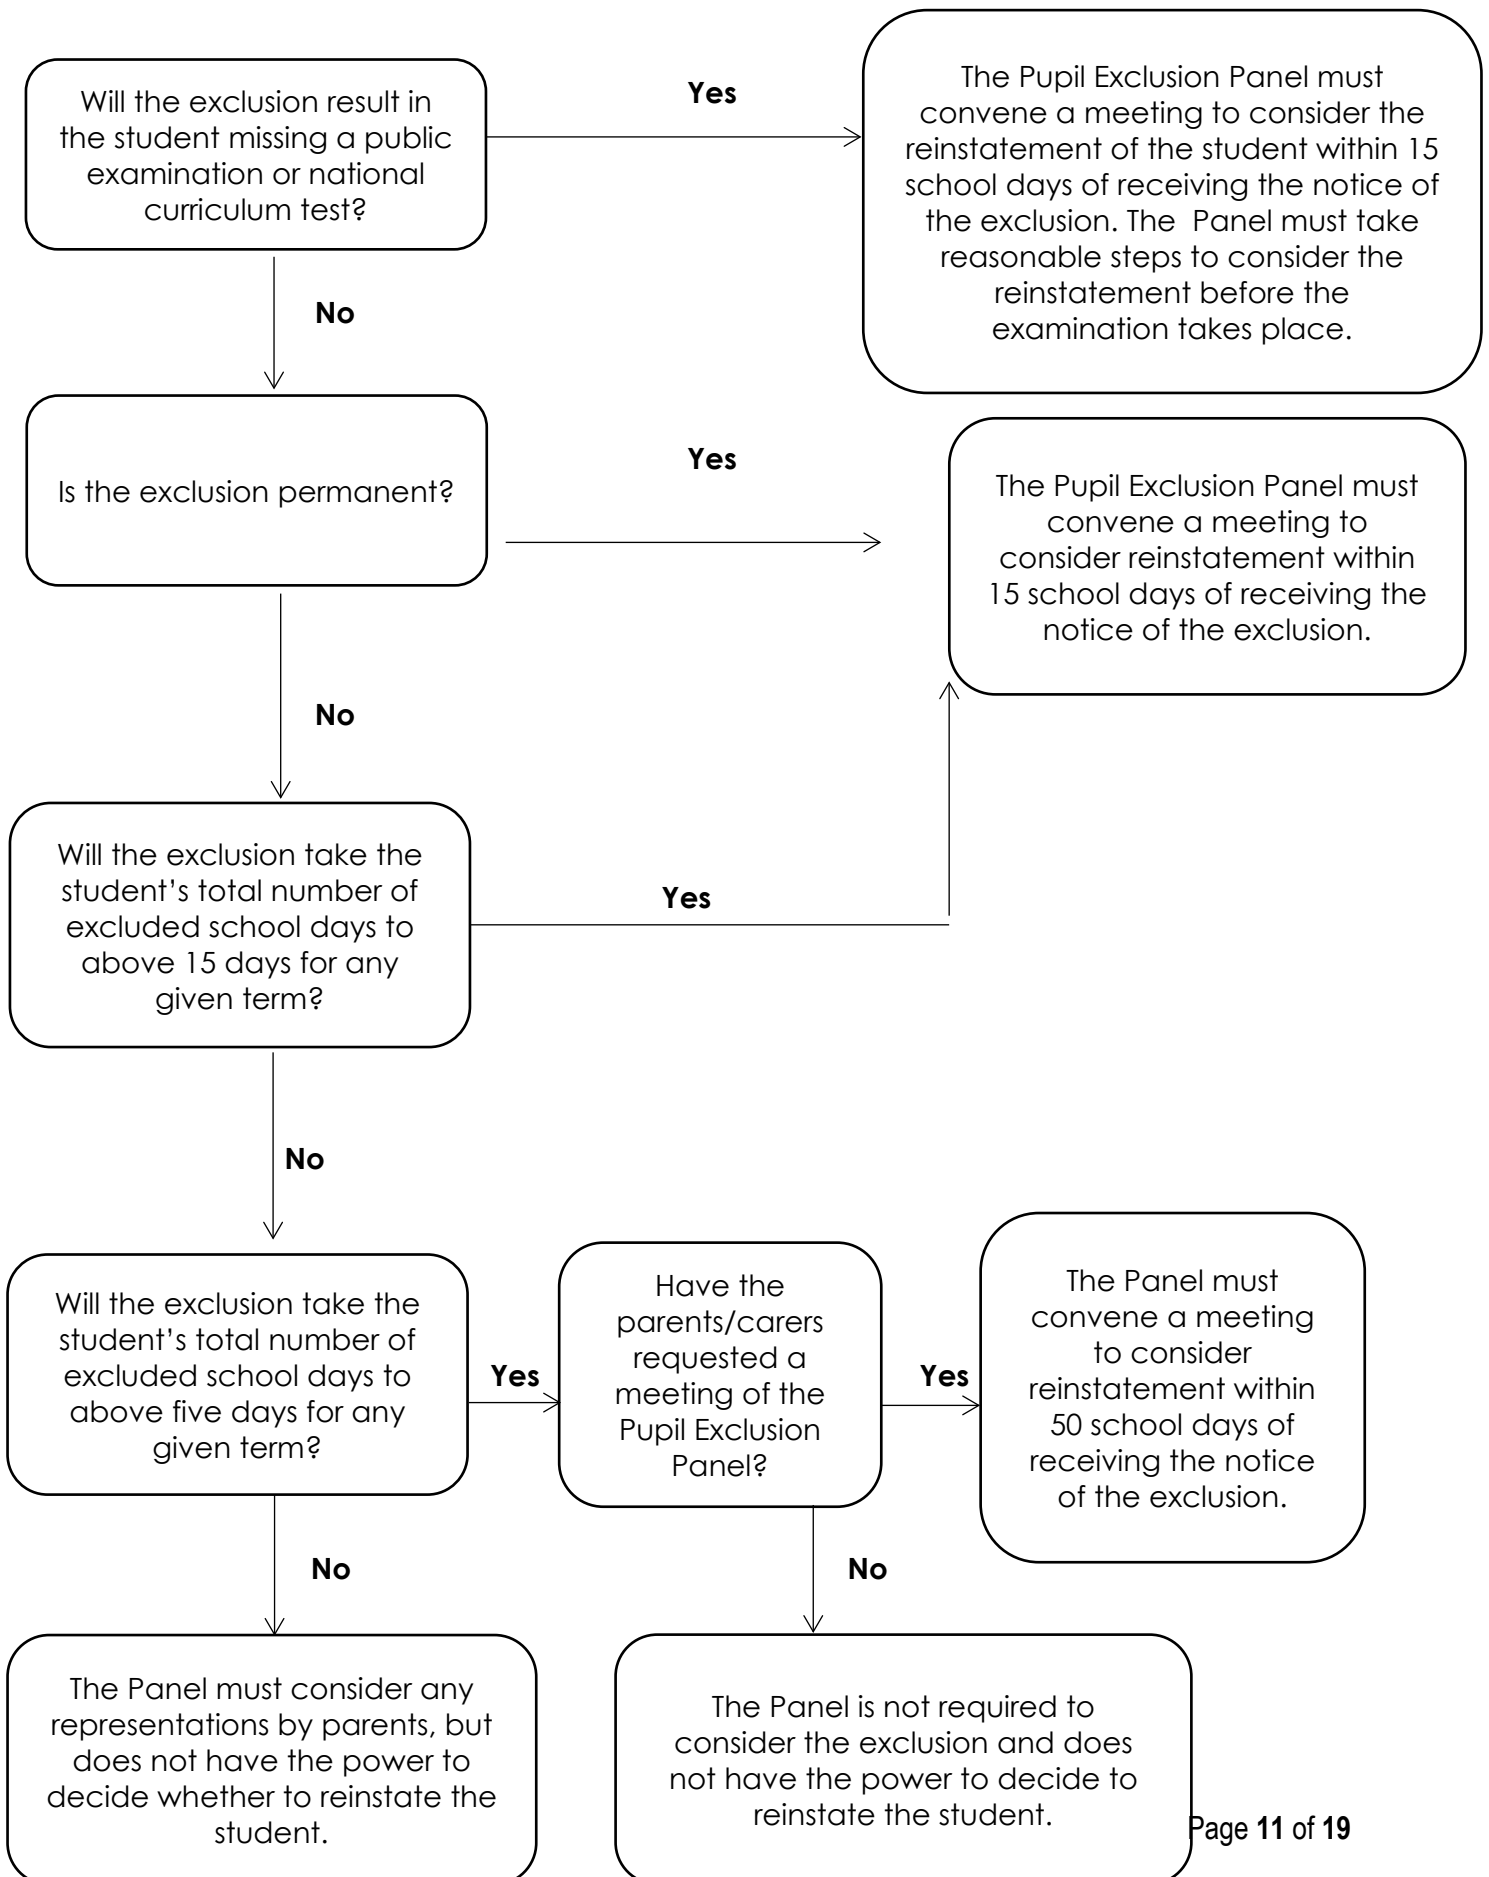 Will the exclusion result in
the student missing a public
examination or national
curriculum test?
Yes
The Pupil Exclusion Panel must
convene a meeting to consider the
reinstatement of the student within 15
school days of receiving the notice of
the exclusion. The  Panel must take
reasonable steps to consider the
reinstatement before the
examination takes place.
No
Is the exclusion permanent?
Yes
The Pupil Exclusion Panel must
convene a meeting to
consider reinstatement within
15 school days of receiving the
notice of the exclusion.
No
Will the exclusion take the
student’s total number of
excluded school days to
above 15 days for any
given term?
Yes
No
Will the exclusion take the
student’s total number of
excluded school days to
above five days for any
given term?
Yes
Have the
parents/carers
requested a
meeting of the
Pupil Exclusion
Panel?
Yes
The Panel must
convene a meeting
to consider
reinstatement within
50 school days of
receiving the notice
of the exclusion.
No
No
The Panel must consider any
representations by parents, but
does not have the power to
decide whether to reinstate the
student.
The Panel is not required to
consider the exclusion and does
not have the power to decide to
reinstate the student.
Page 11 of 19